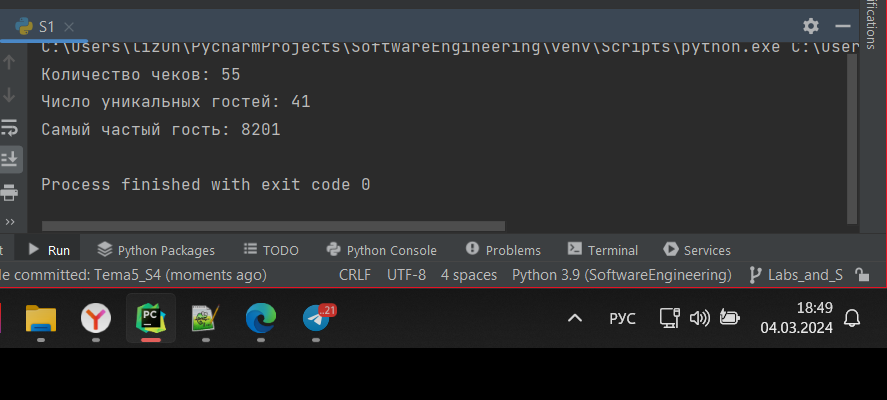 S1
C:\Users\lizun\PycharmProjects\SoftwareEngineering\venv\Scripts\python.exe C:\User
Количество чеков: 55
Число уникальных гостей: 41
Самый частый гость: 8201
Process finished with exit code 0
ifications
Run Python Packages TODO Python Console Problems Terminal Services
committed: Tema5_S4 (moments ago) CRLF UTF-8 4 spaces Python 3.9 (SoftwareEngineering) Labs_and_S
PC ..21 РУС 18:49
04.03.2024